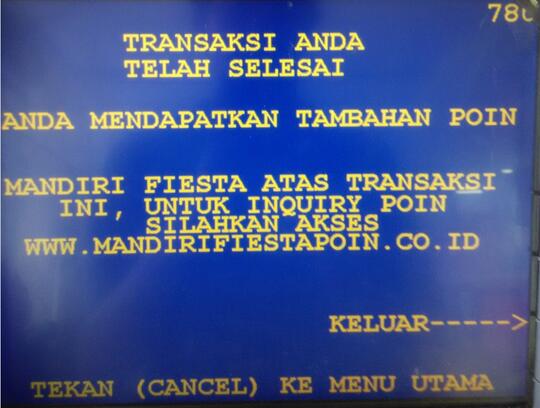 TRANSAKSI ANDA
TELAH SELESAI
ANDA MENDAPATKAN TAMBAHAN POIN
MANDIRI FIESTA ATAS TRANSAKSI
INI, UNTUK INQUIRY POIN
SILAHKAN AKSES
WWW.MANDIRIFIESTAPOIN.CO.ID
KELUAR----->
TEKAN (CANCEL) KE MENU UTAMA